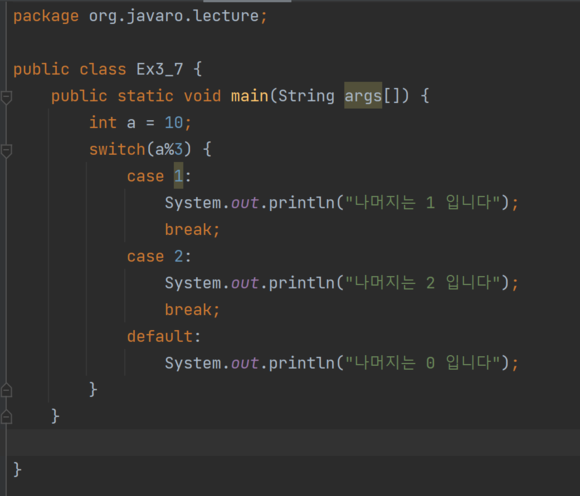 package org.javaro.lecture;
public class Ex3_7 {
public static void main(String args[]) {
int a = 10;
switch(a%3) {
case 1:
System.out.println("나머지는 1 입니다");
break;
case 2:
System.out.println("나머지는 2 입니다");
break;
default:
System.out.println("나머지는 0 입니다");
}
}
}